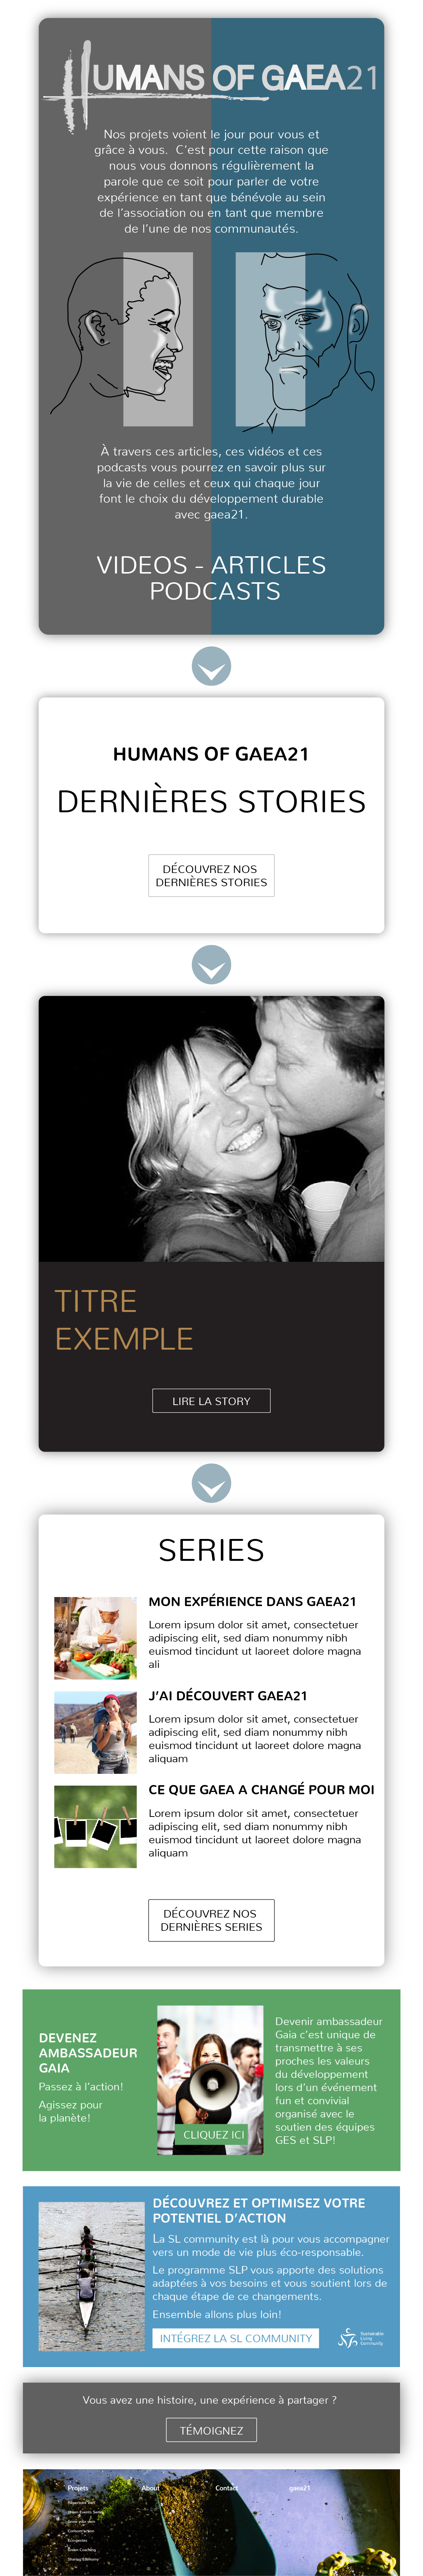 HUMANS OF GAEA21
Nos projets voient le jour pour vous et
grâce à vous. C'est pour cette raison que
nous vous donnons régulièrement la
parole que ce soit pour parler de votre
expérience en tant que bénévole au sein
de l'association ou en tant que membre
de l'une de nos communautés.
À travers ces articles, ces vidéos et ces
podcasts vous pourrez en savoir plus sur
la vie de celles et ceux qui chaque jour
font le choix du développement durable
avec gaea21.
VIDEOS - ARTICLES
PODCASTS
HUMANS OF GAEA21
DERNIÈRES STORIES
DÉCOUVREZ NOS
DERNIÈRES STORIES
TITRE
EXEMPLE
LIRE LA STORY
SERIES
MON EXPÉRIENCE DANS GAEA21
Lorem ipsum dolor sit amet, consectetuer
adipiscing elit, sed diam nonummy nibh
euismod tincidunt ut laoreet dolore magna
ali
J'AI DÉCOUVERT GAEA21
Lorem ipsum dolor sit amet, consectetuer
adipiscing elit, sed diam nonummy nibh
euismod tincidunt ut laoreet dolore magna
aliquam
CE QUE GAEA A CHANGÉ POUR MOI
Lorem ipsum dolor sit amet, consectetuer
adipiscing elit, sed diam nonummy nibh
euismod tincidunt ut laoreet dolore magna
aliquam
DÉCOUVREZ NOS
DERNIÈRES SERIES
DEVENEZ
AMBASSADEUR
GAIA
Passez à l'action!
Agissez pour
la planète!
CLIQUEZ ICI
Devenir ambassadeur
Gaia c'est unique de
transmettre à ses
proches les valeurs
du développement
lors d'un événement
fun et convivial
organisé avec le
soutien des équipes
GES et SLP!
DÉCOUVREZ ET OPTIMISEZ VOTRE
POTENTIEL D'ACTION
La SL community est là pour vous accompagner
vers un mode de vie plus éco-responsable.
Le programme SLP vous apporte des solutions
adaptées à vos besoins et vous soutient lors de
chaque étape de ce changements.
Ensemble allons plus loin!
INTÉGREZ LA SL COMMUNITY
Sustainable
Living
Community
Vous avez une histoire, une expérience à partager ?
TÉMOIGNEZ
Projets About Contact gaea21
Green Coaching